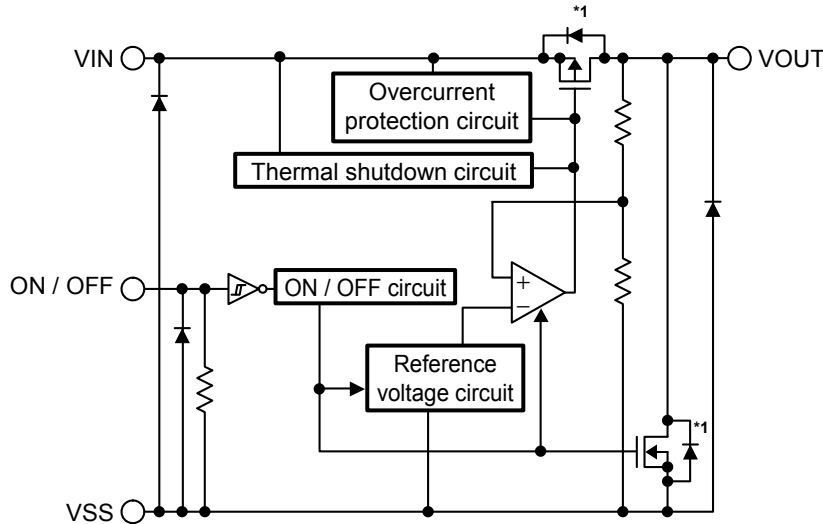 *1
VIN
VOUT
Overcurrent
protection circuit
Thermal shutdown circuit
ON / OFF
ON / OFF circuit
+
−
Reference
voltage circuit
*1
VSS